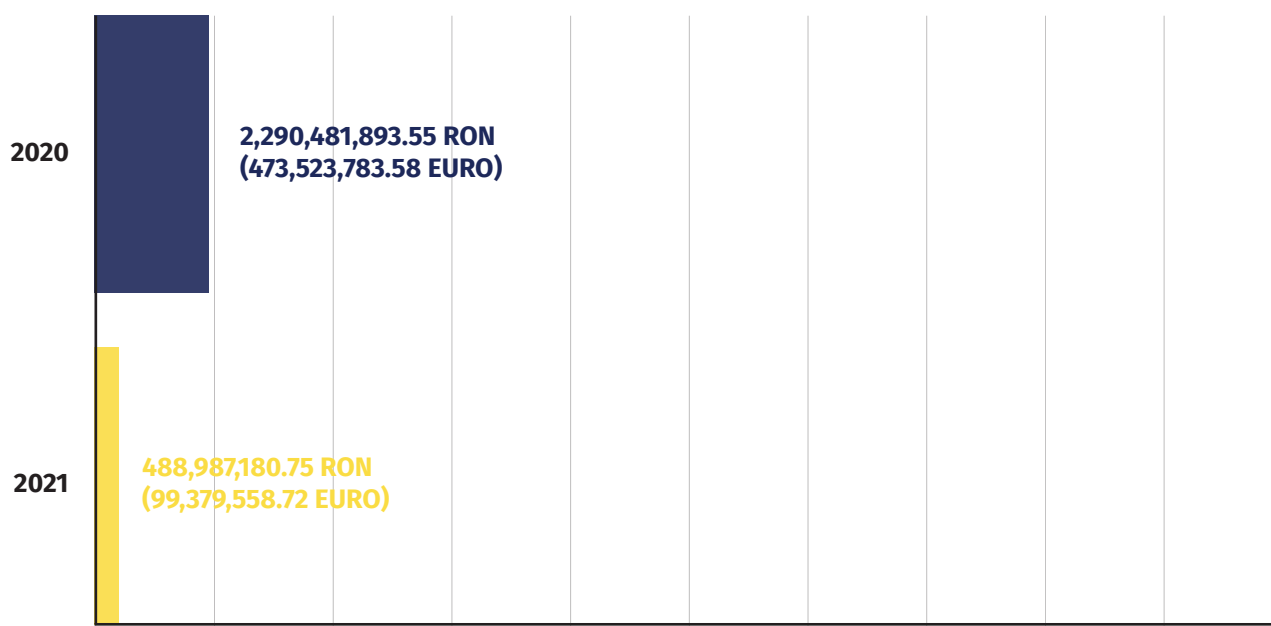 2020
2,290,481,893.55 RON
(473,523,783.58 EURO)
2021
488,987,180.75 RON
(99,379,558.72 EURO)